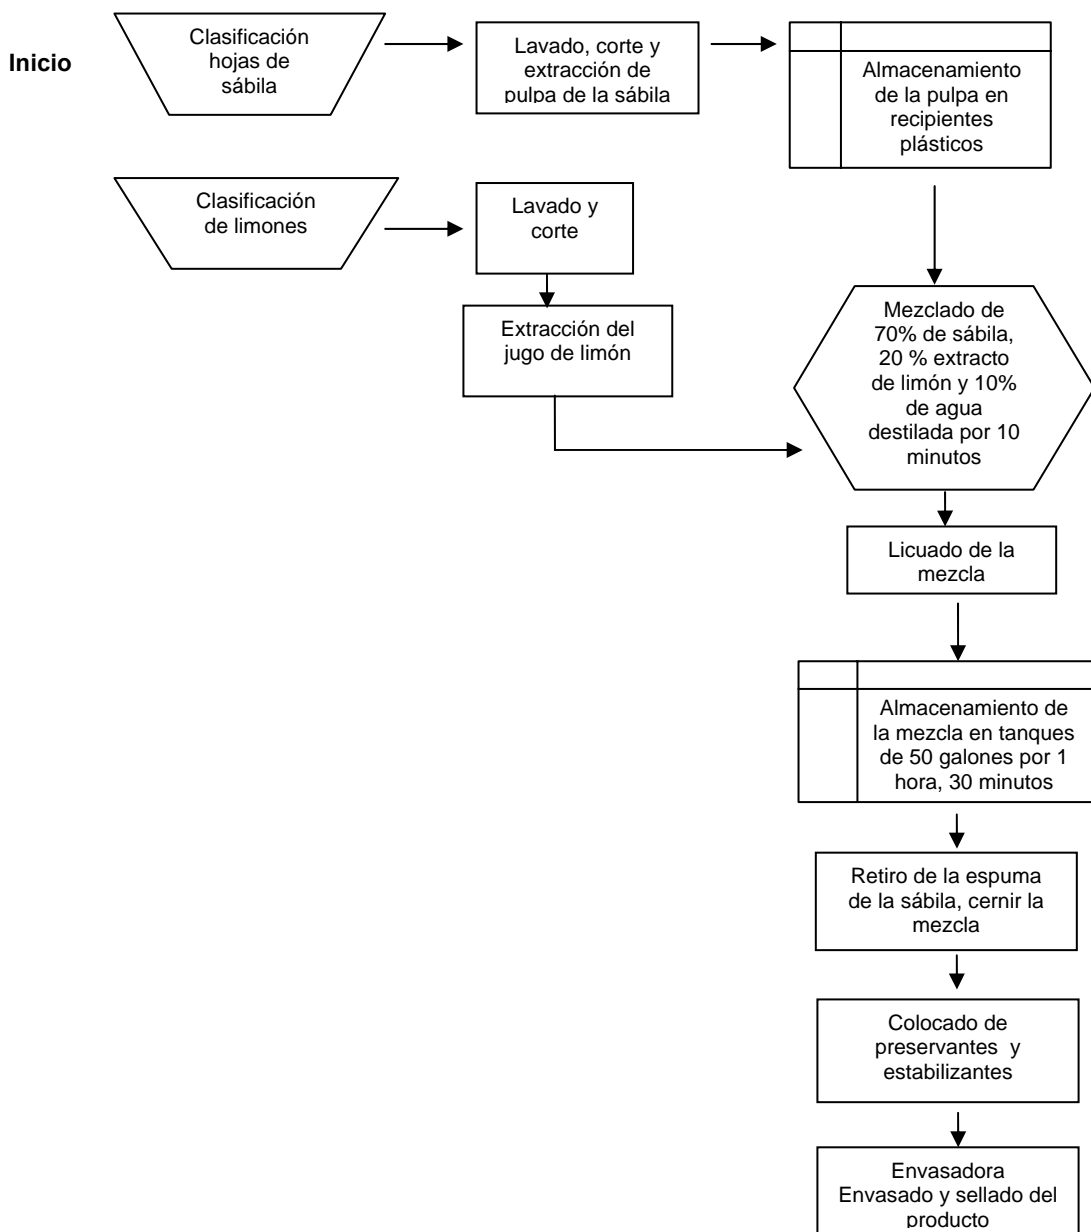 Inicio
Clasificación
hojas de
sábila
Lavado, corte y
extracción de
pulpa de la sábila
Almacenamiento
de la pulpa en
recipientes
plásticos
Clasificación
de limones
Lavado y
corte
Extracción del
jugo de limón
Mezclado de
70% de sábila,
20 % extracto
de limón y 10%
de agua
destilada por 10
minutos
Licuado de la
mezcla
Almacenamiento de
la mezcla en tanques
de 50 galones por 1
hora, 30 minutos
Retiro de la espuma
de la sábila, cernir la
mezcla
Colocado de
preservantes y
estabilizantes
Envasadora
Envasado y sellado del
producto